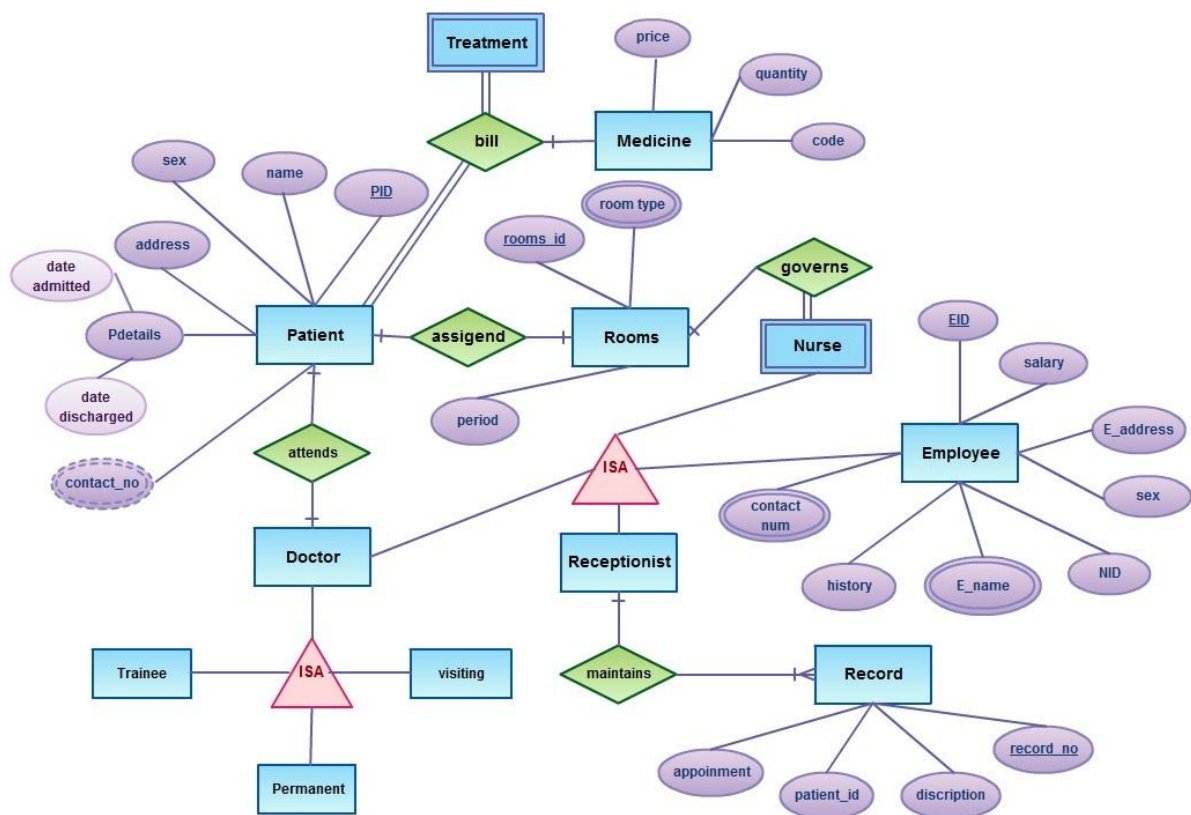 Treatment
price
quantity
bill
Medicine
code
sex
name
PID
room type
address
rooms_id
date
admitted
governs
Pdetails
Patient
assigend
Rooms
Nurse
EID
salary
date
discharged
period
attends
ISA
Employee
E_address
contact_no
contact
num
sex
Doctor
Receptionist
history
E_name
NID
Trainee
ISA
visiting
maintains
Record
Permanent
appoinment
patient_id
discription
record_no